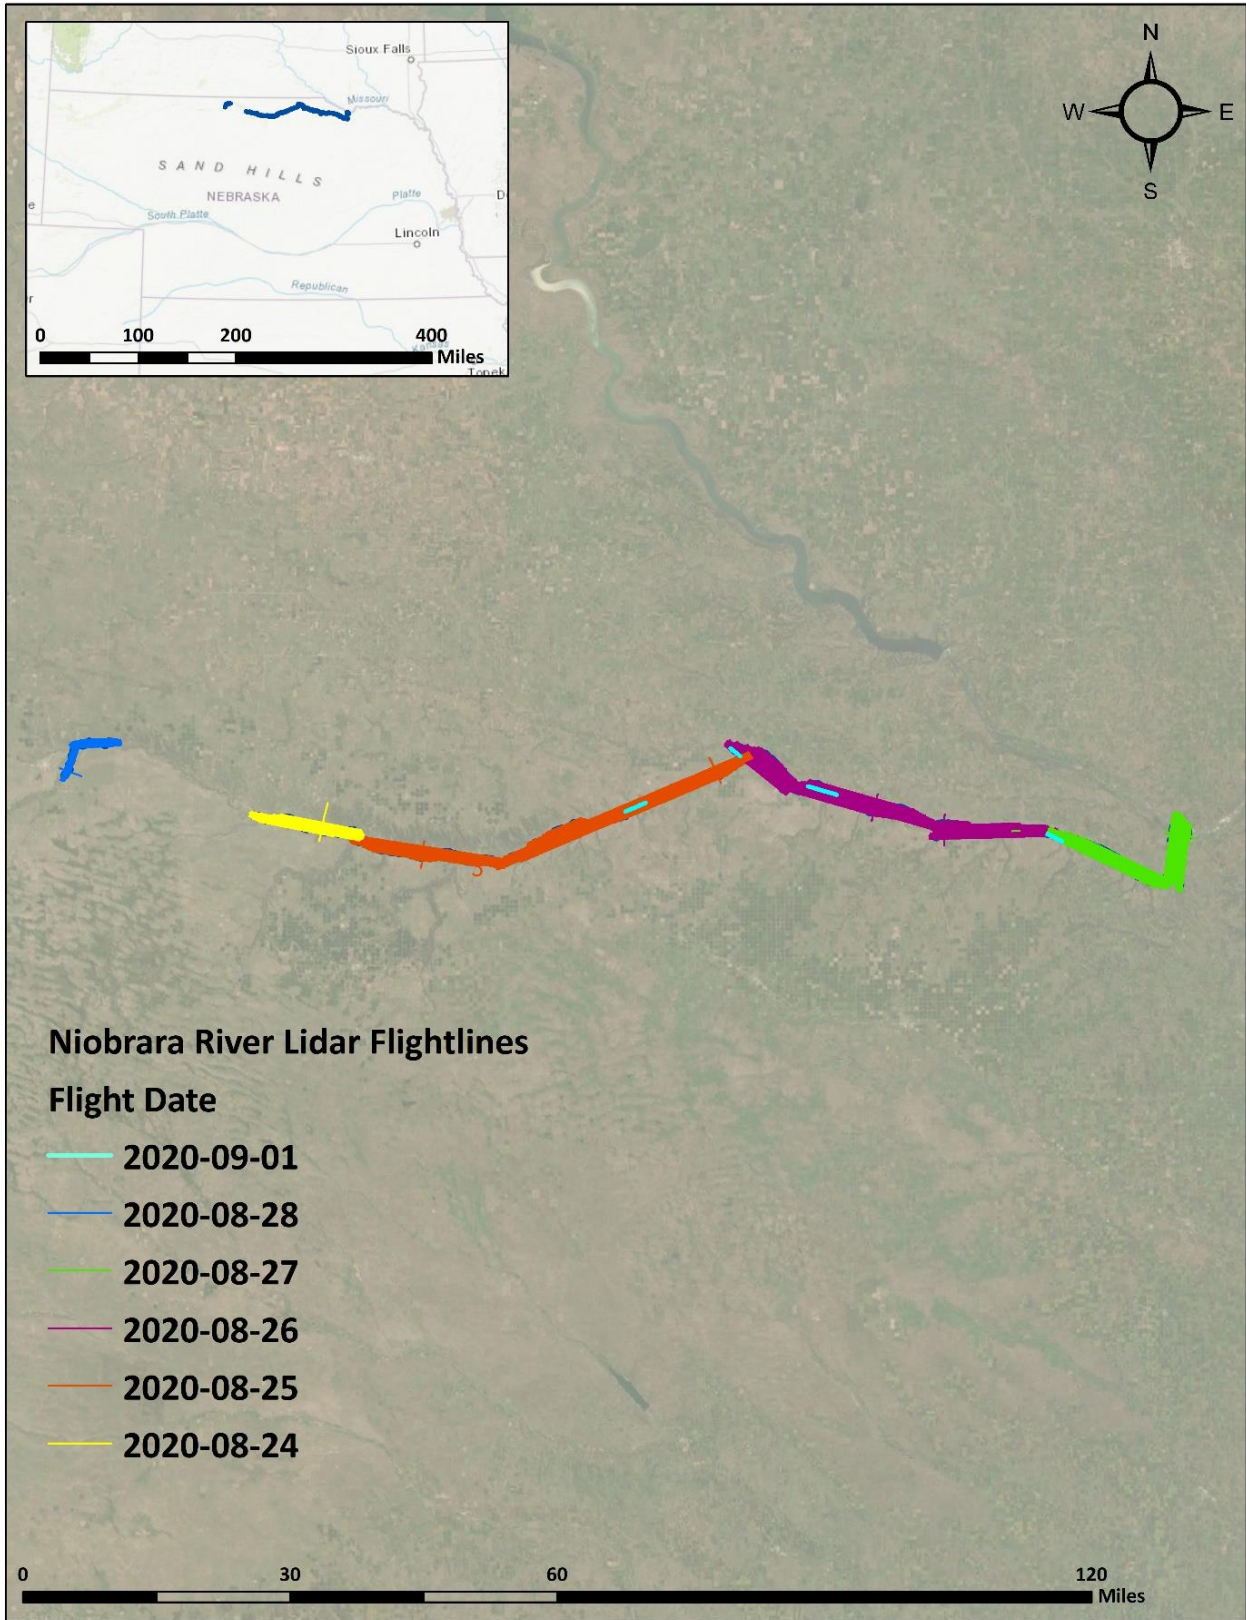 Sioux Falls
Missouri
SAND HILLS
NEBRASKA
Platte
South Platte
Lincoln
Republican
Kansas
Topek
0 100 200 400
Miles
N
W E
S
Niobrara River Lidar Flightlines
Flight Date
2020-09-01
2020-08-28
2020-08-27
2020-08-26
2020-08-25
2020-08-24
0 30 60 120
Miles